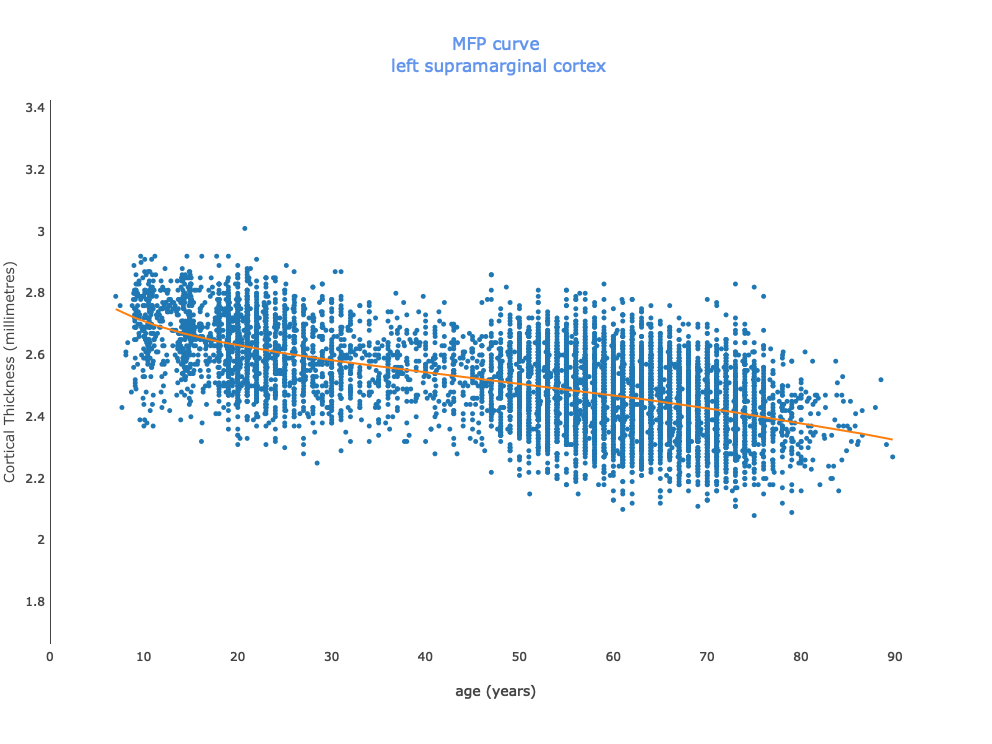 MFP curve
left supramarginal cortex
Cortical Thickness (millimetres)
3.4
3.2
3
2.8
2.6
2.4
2.2
2
1.8
0 10 20 30 40 50 60 70 80 90
age (years)